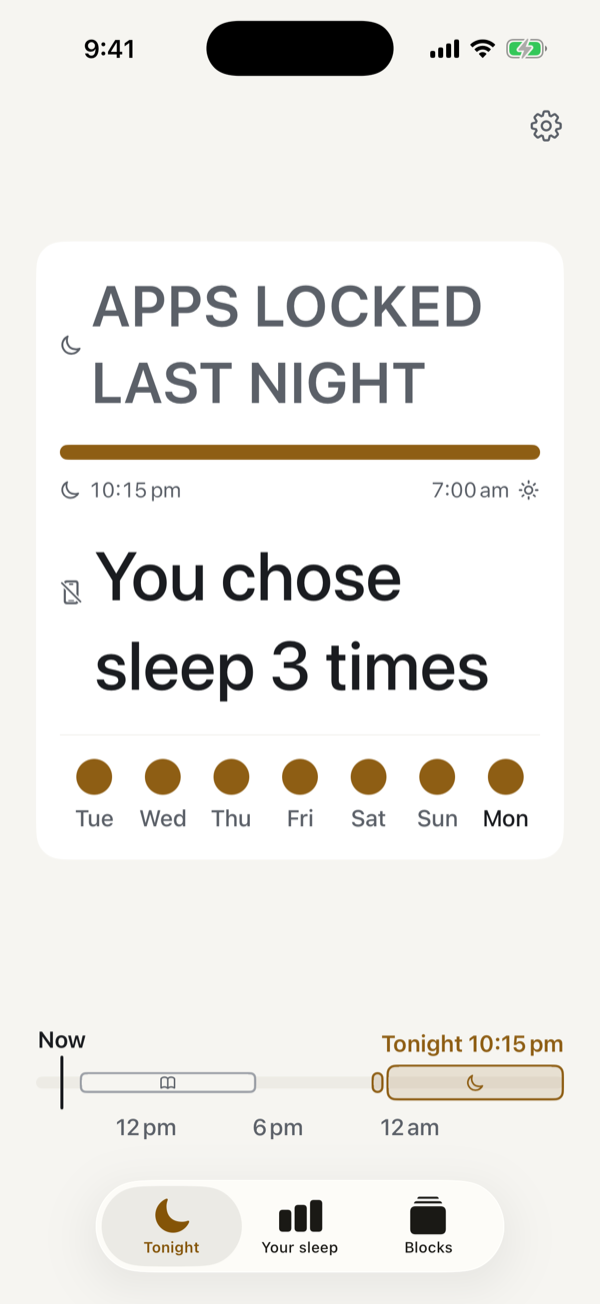 9:41
APPS LOCKED
LAST NIGHT
10:15 pm 7:00 am
You chose
sleep 3 times
Tue Wed Thu Fri Sat Sun Mon
Now
Tonight 10:15 pm
12 pm 6 pm 12 am
Tonight Your sleep Blocks